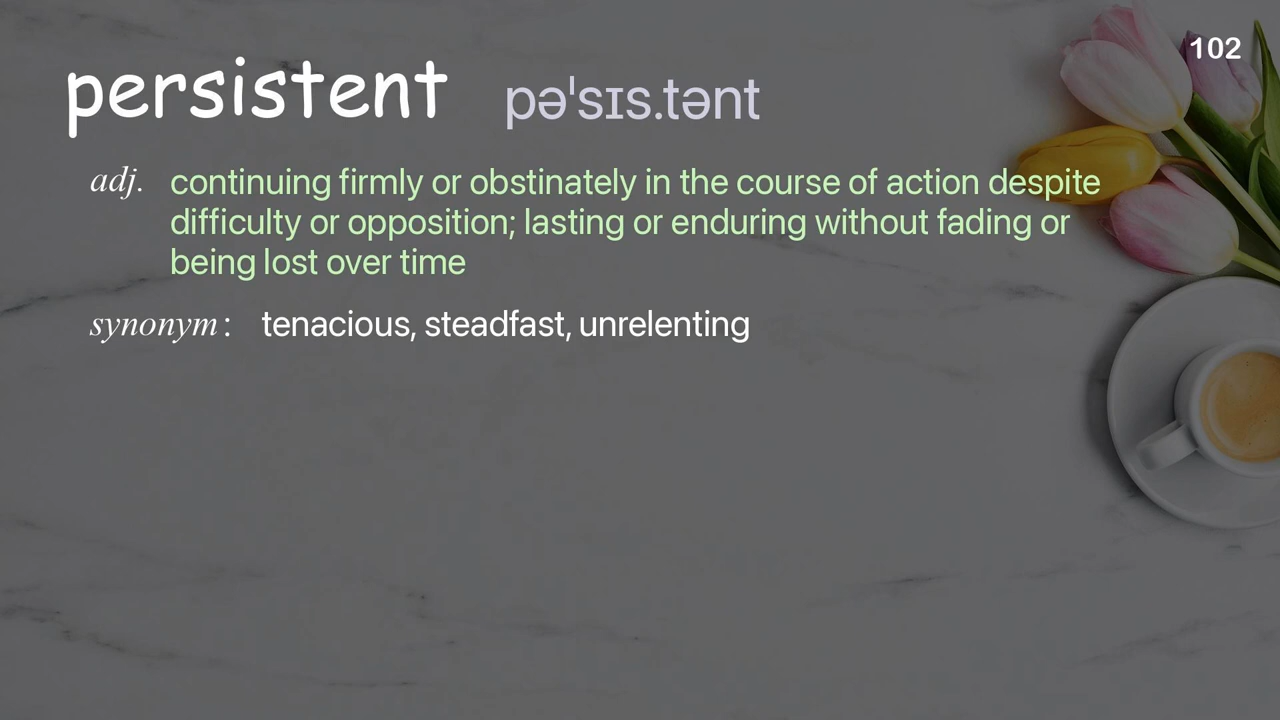 102
persistent pəˈsɪs.tənt
adj. continuing firmly or obstinately in the course of action despite
difficulty or opposition; lasting or enduring without fading or
being lost over time
synonym: tenacious, steadfast, unrelenting